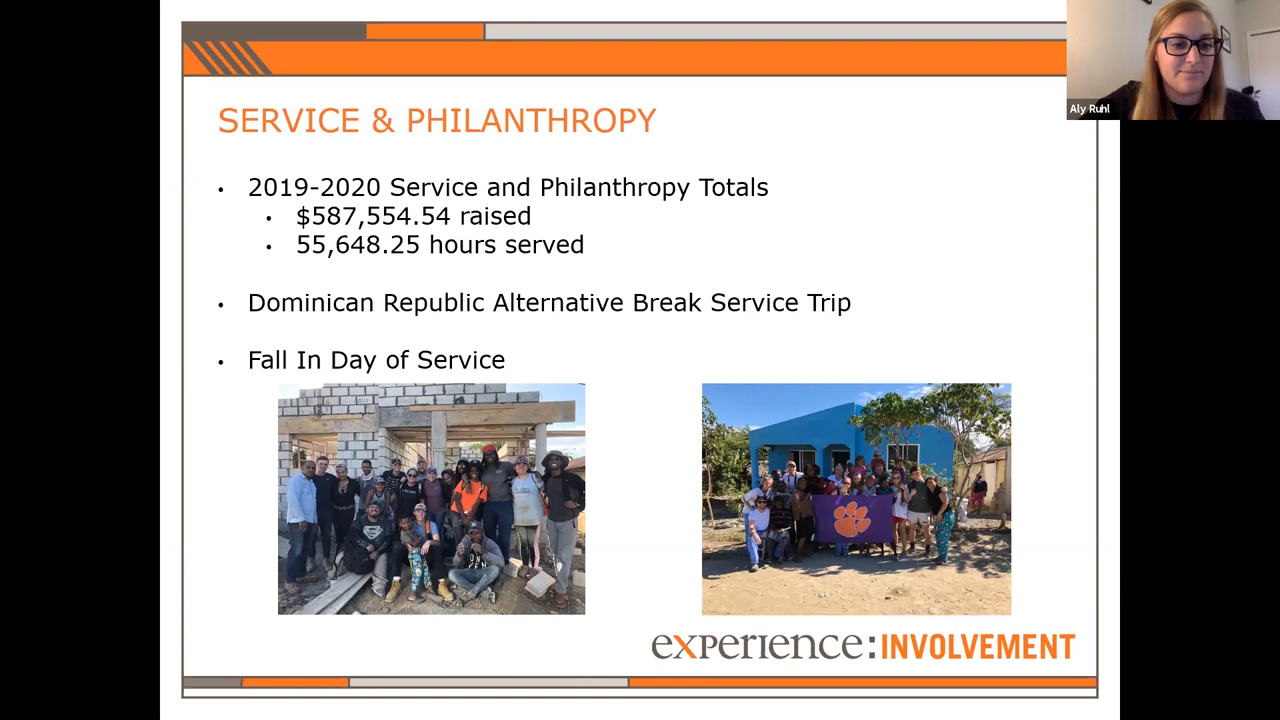 Aly Ruhl
SERVICE & PHILANTHROPY
• 2019-2020 Service and Philanthropy Totals
• $587,554.54 raised
• 55,648.25 hours served
• Dominican Republic Alternative Break Service Trip
• Fall In Day of Service
experience:INVOLVEMENT